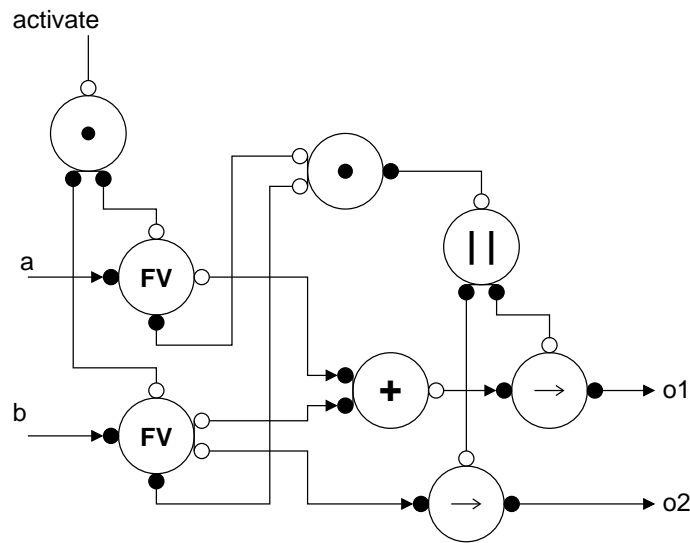 activate
a
FV
||
+
→
o1
b
FV
→
o2